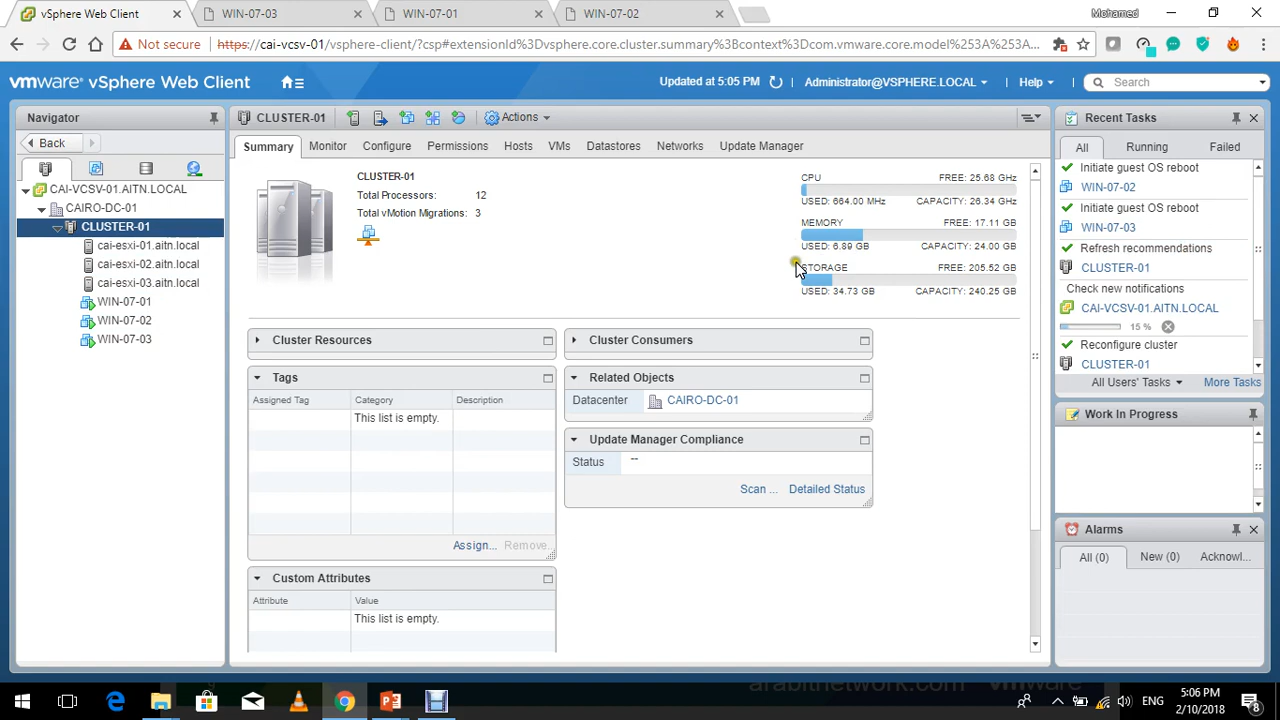 vSphere Web Client
WIN-07-03
WIN-07-01
WIN-07-02
Mohamed
Not secure
https://cai-vcsv-01/vsphere-client/?csp#extensionId%3Dvsphere.core.cluster.summary%3Bcontext%3Dcom.vmware.core.model%253A%253A...
vmware vSphere Web Client
Updated at 5:05 PM
Administrator@VSPHERE.LOCAL
Help
Search
Navigator
Back
CAI-VCSV-01.AITN.LOCAL
CAIRO-DC-01
CLUSTER-01
cai-esxi-01.aitn.local
cai-esxi-02.aitn.local
cai-esxi-03.aitn.local
WIN-07-01
WIN-07-02
WIN-07-03
CLUSTER-01
Actions
Summary
Monitor
Configure
Permissions
Hosts
VMs
Datastores
Networks
Update Manager
CLUSTER-01
Total Processors: 12
Total vMotion Migrations: 3
CPU FREE: 25.68 GHz
USED: 664.00 MHz CAPACITY: 26.34 GHz
MEMORY FREE: 17.11 GB
USED: 6.89 GB CAPACITY: 24.00 GB
STORAGE FREE: 205.52 GB
USED: 34.73 GB CAPACITY: 240.25 GB
Cluster Resources
Tags
Assigned Tag Category Description
This list is empty.
Assign... Remove
Custom Attributes
Attribute Value
This list is empty.
Cluster Consumers
Related Objects
Datacenter CAIRO-DC-01
Update Manager Compliance
Status --
Scan ... Detailed Status
Recent Tasks
All Running Failed
Initiate guest OS reboot
WIN-07-02
Initiate guest OS reboot
WIN-07-03
Refresh recommendations
CLUSTER-01
Check new notifications
CAI-VCSV-01.AITN.LOCAL
15 %
Reconfigure cluster
CLUSTER-01
All Users' Tasks More Tasks
Work In Progress
Alarms
All (0) New (0) Acknowl...
arabitnetwork.com vmware
ENG
5:06 PM
2/10/2018
8